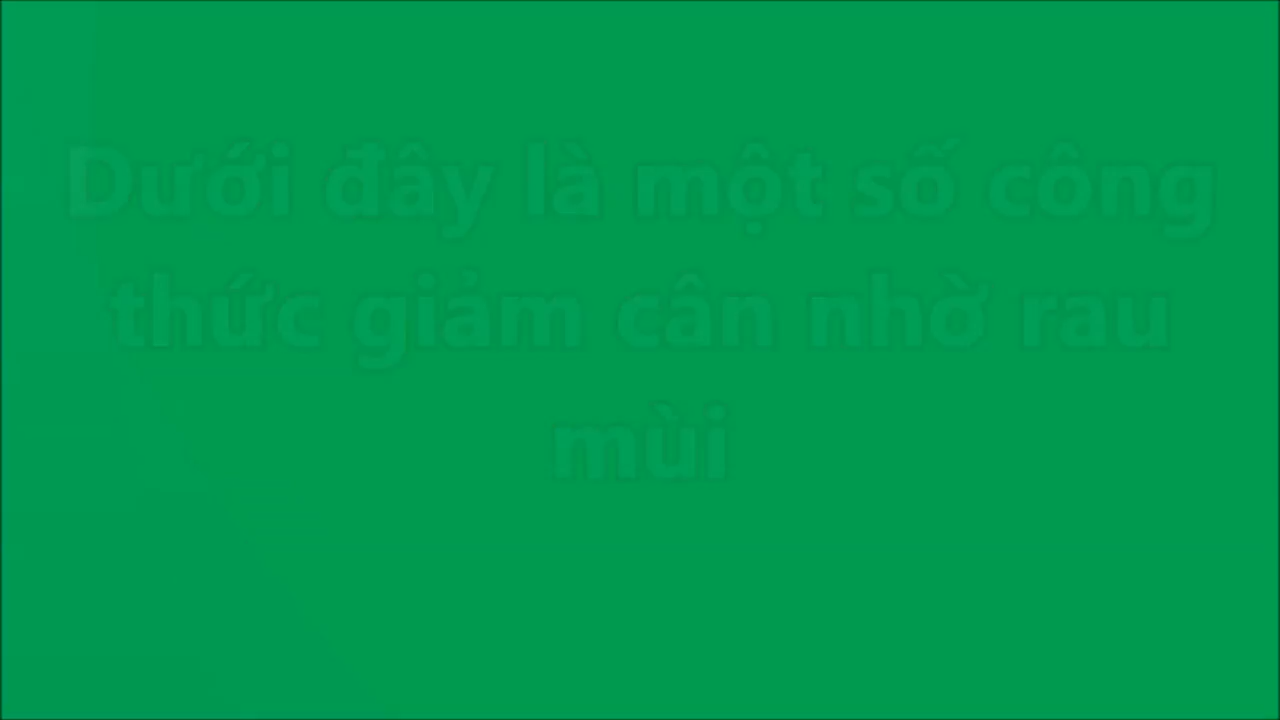 Dưới đây là một số công
thức giảm cân nhờ rau
mùi